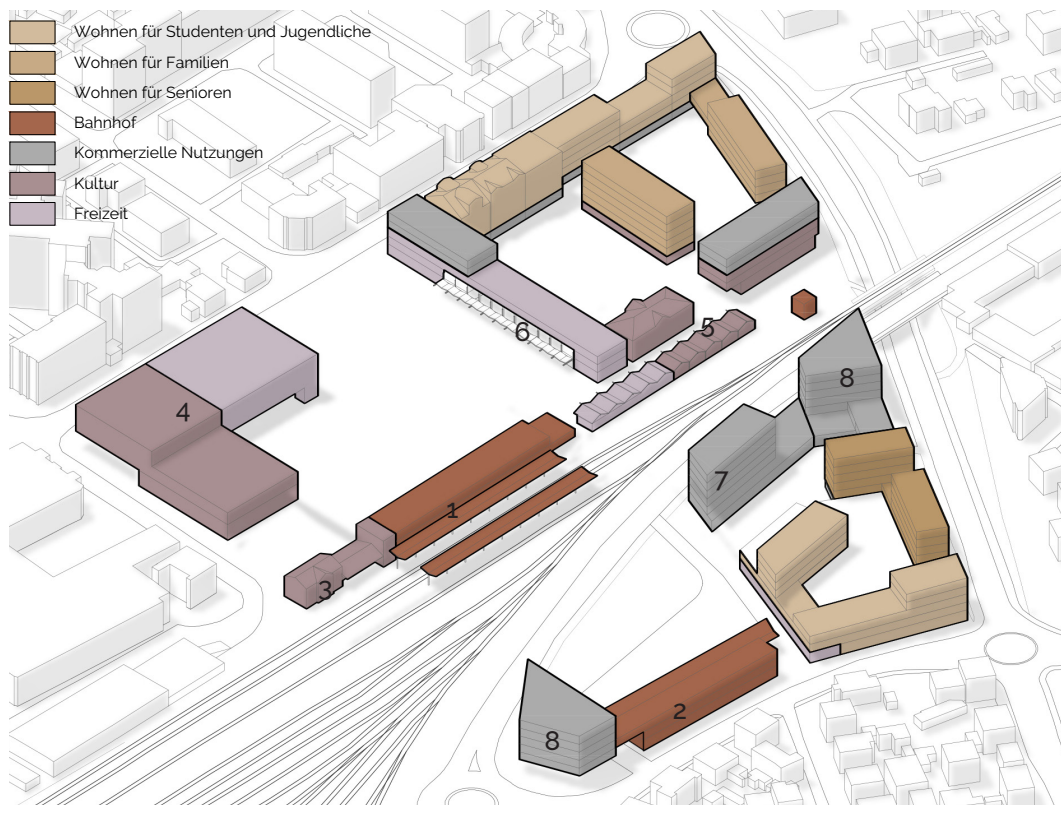 Wohnen für Studenten und Jugendliche
Wohnen für Familien
Wohnen für Senioren
Bahnhof
Kommerzielle Nutzungen
Kultur
Freizeit
5
6
8
4
7
1
3
2
8